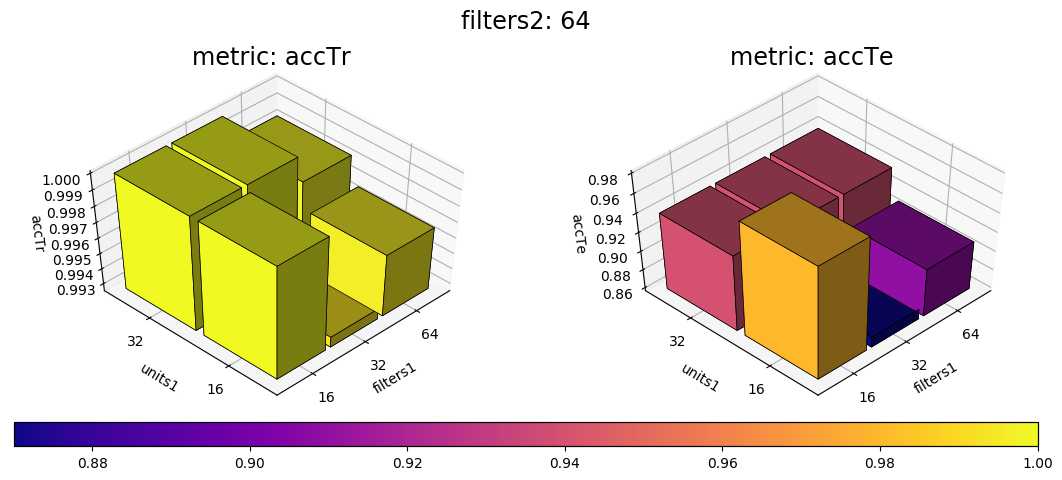 filters2: 64
metric: accTr
1.000
0.999
0.998
0.997
0.996
0.995
0.994
0.993
accTr
32
16
units1
16
32
64
filters1
metric: accTe
0.98
0.96
0.94
0.92
0.90
0.88
0.86
accTe
32
16
units1
16
32
64
filters1
0.88 0.90 0.92 0.94 0.96 0.98 1.00